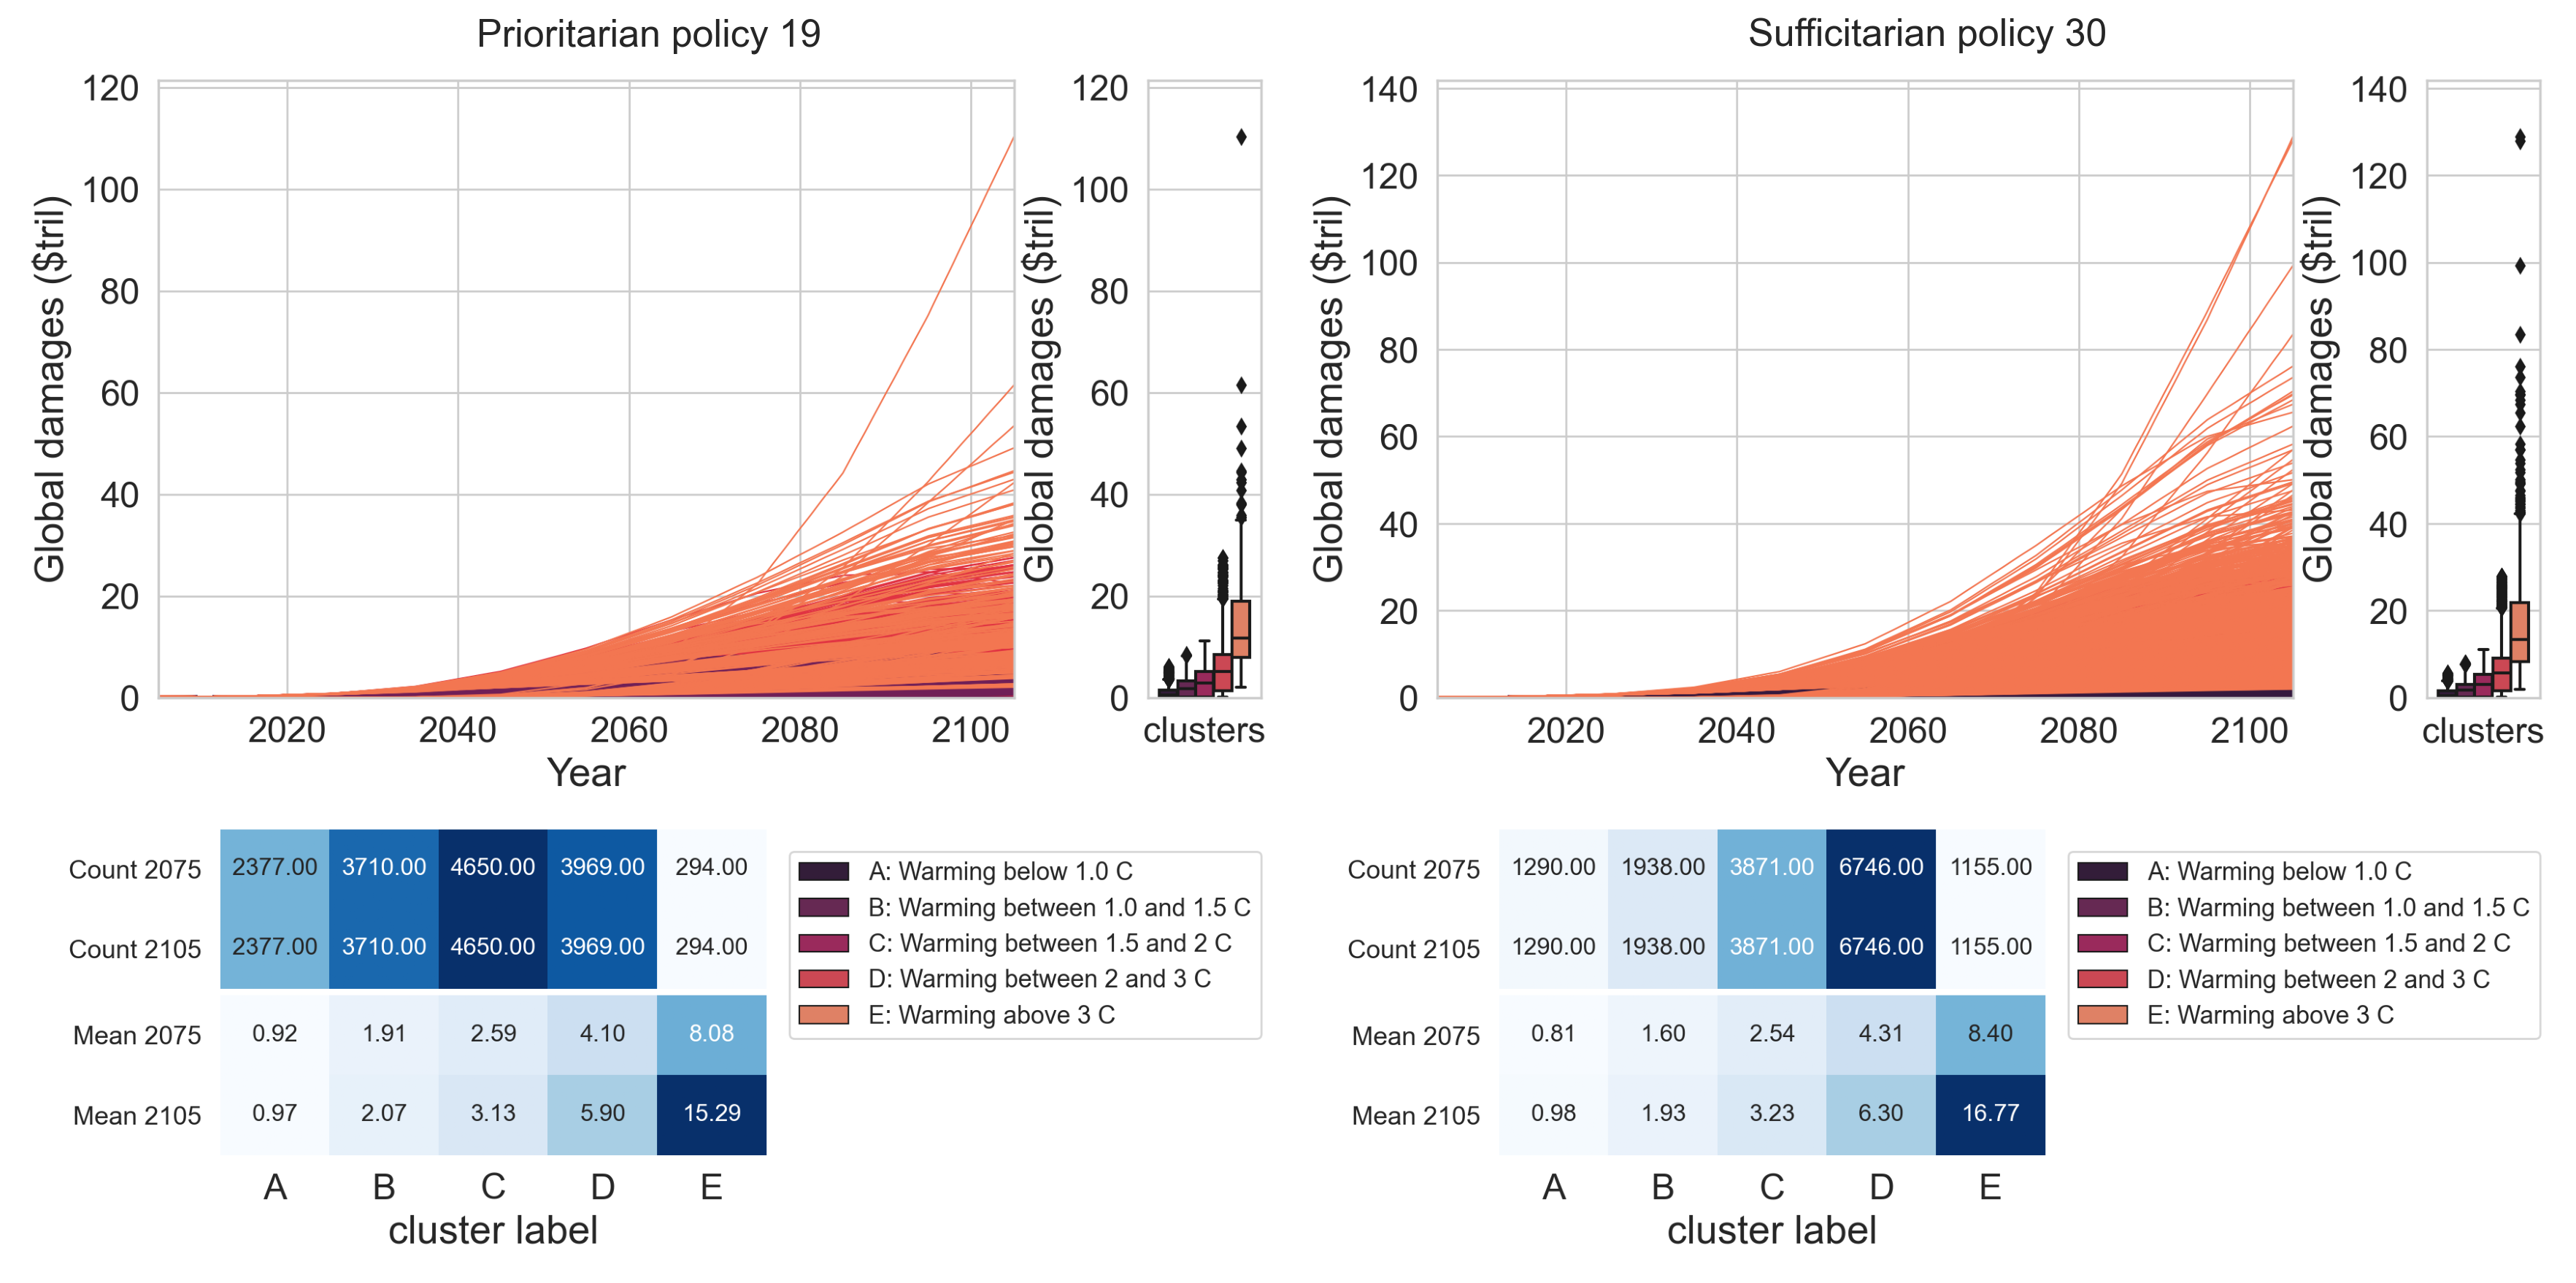 Prioritarian policy 19
120
100
80
60
40
20
0
Global damages ($tril)
2020 2040 2060 2080 2100
Year
120
100
80
60
40
20
0
Global damages ($tril)
clusters
Count 2075 2377.00 3710.00 4650.00 3969.00 294.00
Count 2105 2377.00 3710.00 4650.00 3969.00 294.00
Mean 2075 0.92 1.91 2.59 4.10 8.08
Mean 2105 0.97 2.07 3.13 5.90 15.29
A B C D E
cluster label
A: Warming below 1.0 C
B: Warming between 1.0 and 1.5 C
C: Warming between 1.5 and 2 C
D: Warming between 2 and 3 C
E: Warming above 3 C
Sufficitarian policy 30
140
120
100
80
60
40
20
0
Global damages ($tril)
2020 2040 2060 2080 2100
Year
140
120
100
80
60
40
20
0
Global damages ($tril)
clusters
Count 2075 1290.00 1938.00 3871.00 6746.00 1155.00
Count 2105 1290.00 1938.00 3871.00 6746.00 1155.00
Mean 2075 0.81 1.60 2.54 4.31 8.40
Mean 2105 0.98 1.93 3.23 6.30 16.77
A B C D E
cluster label
A: Warming below 1.0 C
B: Warming between 1.0 and 1.5 C
C: Warming between 1.5 and 2 C
D: Warming between 2 and 3 C
E: Warming above 3 C